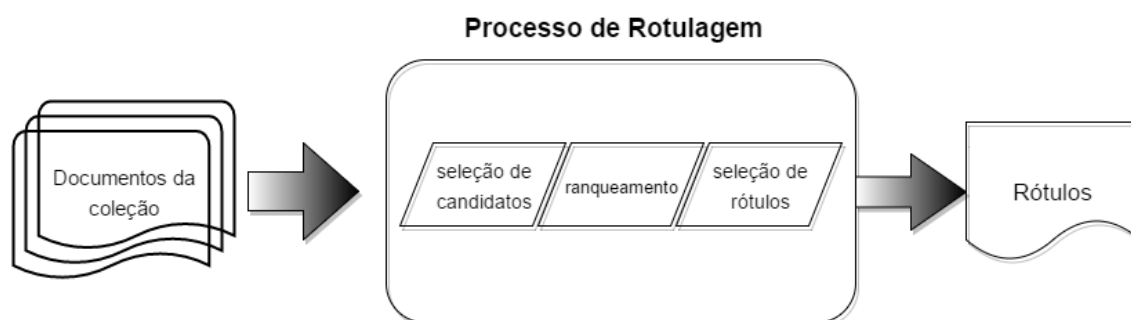 Processo de Rotulagem
Documentos da
coleção
seleção de
candidatos
ranqueamento
seleção de
rótulos
Rótulos